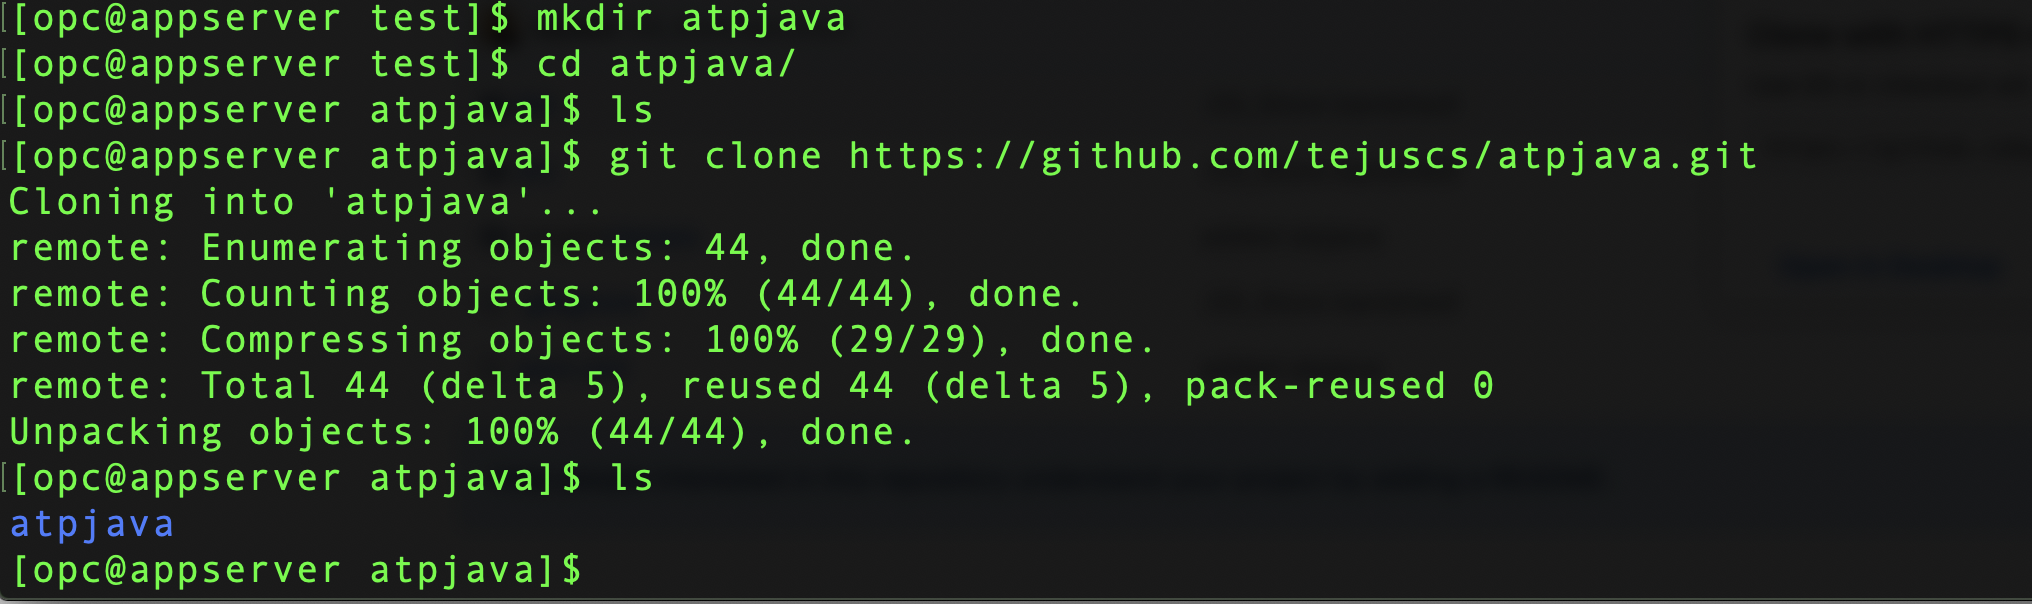 [[opc@appserver test]$ mkdir atpjava
[[opc@appserver test]$ cd atpjava/
[[opc@appserver atpjava]$ ls
[[opc@appserver atpjava]$ git clone https://github.com/tejuscs/atpjava.git
Cloning into 'atpjava'...
remote: Enumerating objects: 44, done.
remote: Counting objects: 100% (44/44), done.
remote: Compressing objects: 100% (29/29), done.
remote: Total 44 (delta 5), reused 44 (delta 5), pack-reused 0
Unpacking objects: 100% (44/44), done.
[[opc@appserver atpjava]$ ls
atpjava
[opc@appserver atpjava]$